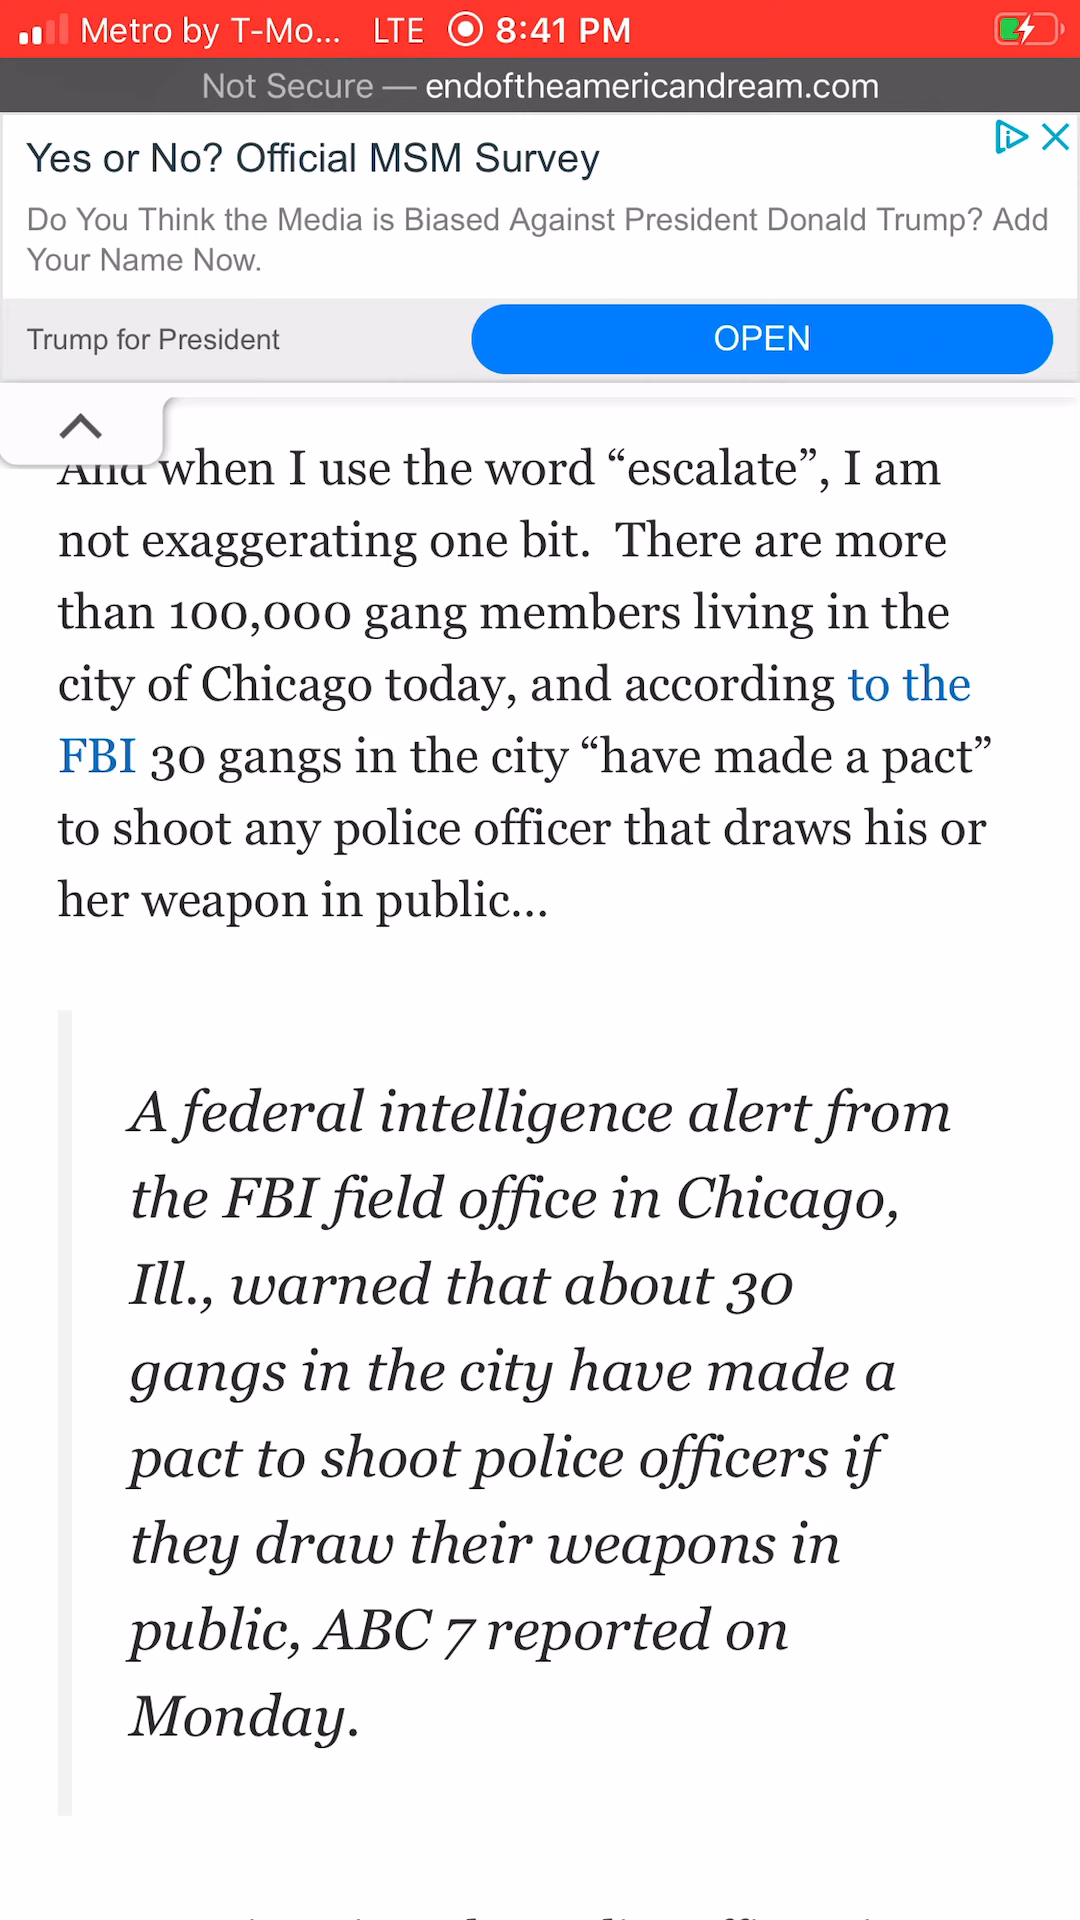 Metro by T-Mo... LTE 8:41 PM
Not Secure — endoftheamericandream.com
Yes or No? Official MSM Survey
Do You Think the Media is Biased Against President Donald Trump? Add
Your Name Now.
Trump for President
OPEN
And when I use the word “escalate”, I am
not exaggerating one bit.  There are more
than 100,000 gang members living in the
city of Chicago today, and according to the
FBI 30 gangs in the city “have made a pact”
to shoot any police officer that draws his or
her weapon in public...
A federal intelligence alert from
the FBI field office in Chicago,
Ill., warned that about 30
gangs in the city have made a
pact to shoot police officers if
they draw their weapons in
public, ABC 7 reported on
Monday.